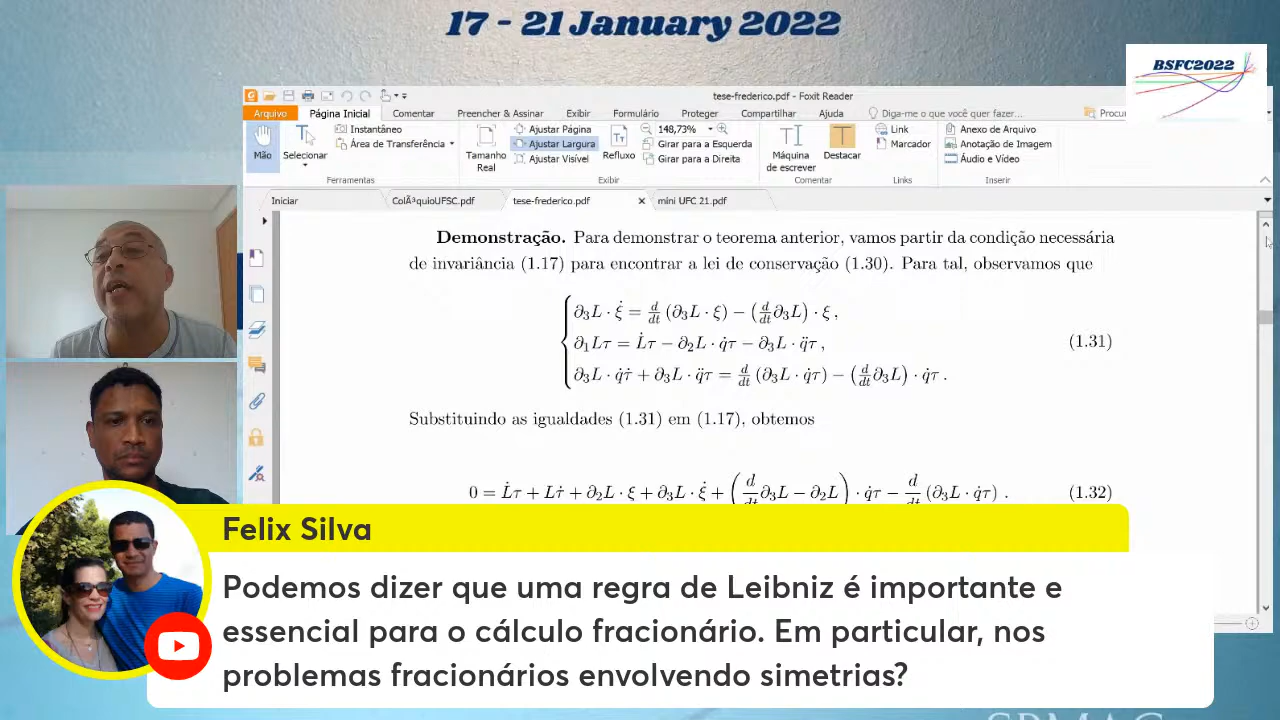 17 - 21 January 2022
BSFC2022
tese-frederico.pdf - Foxit Reader
Arquivo Página Inicial Comentar Preencher & Assinar Exibir Formulário Proteger Compartilhar Ajuda Diga-me o que você quer fazer... Procu
Mão
Selecionar
Instantâneo
Área de Transferência
Ferramentas
Tamanho
Real
Ajustar Página
Ajustar Largura
Ajustar Visível
Refluxo
148,73%
Girar para a Esquerda
Girar para a Direita
Exibir
Máquina
de escrever
Destacar
Comentar
Link
Marcador
Links
Anexo de Arquivo
Anotação de Imagem
Áudio e Vídeo
Inserir
Iniciar ColÃ³quioUFSC.pdf tese-frederico.pdf mini UFC 21.pdf
Demonstração. Para demonstrar o teorema anterior, vamos partir da condição necessária
de invariância (1.17) para encontrar a lei de conservação (1.30). Para tal, observamos que
∂₃L · ξ̇ = d/dt (∂₃L · ξ) − (d/dt ∂₃L) · ξ ,
∂₁Lτ = L̇τ − ∂₂L · q̇τ − ∂₃L · q̈τ , (1.31)
∂₃L · q̇τ̇ + ∂₃L · q̈τ = d/dt (∂₃L · q̇τ) − (d/dt ∂₃L) · q̇τ .
Substituindo as igualdades (1.31) em (1.17), obtemos
0 = L̇τ + Lτ̇ + ∂₂L · ξ + ∂₃L · ξ̇ + (d/dt ∂₃L − ∂₂L) · q̇τ − d/dt (∂₃L · q̇τ) . (1.32)
Felix Silva
Podemos dizer que uma regra de Leibniz é importante e
essencial para o cálculo fracionário. Em particular, nos
problemas fracionários envolvendo simetrias?